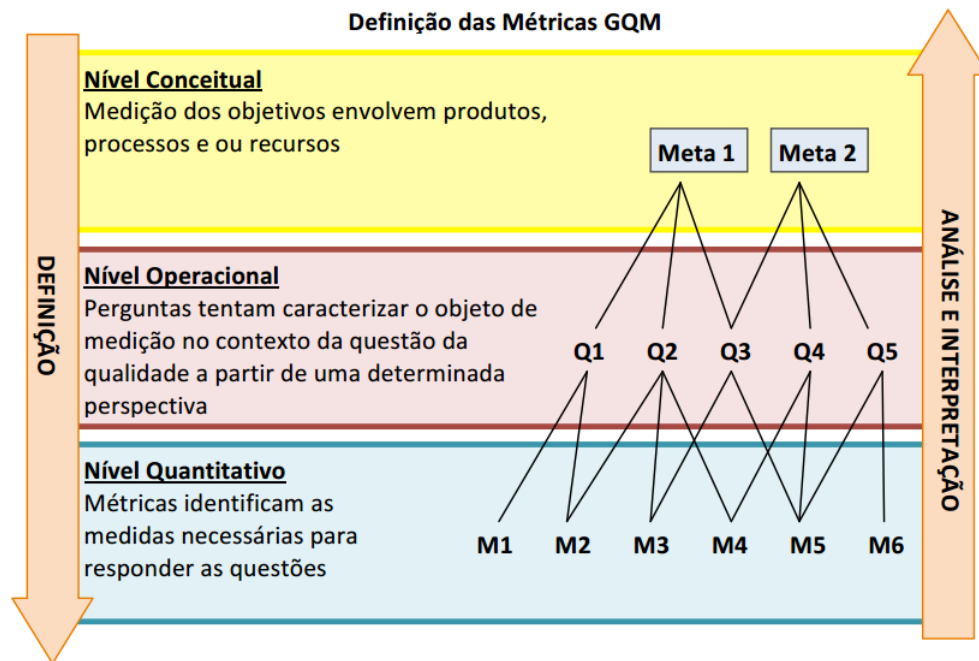 Definição das Métricas GQM
Nível Conceitual
Medição dos objetivos envolvem produtos,
processos e ou recursos
Meta 1 Meta 2
DEFINIÇÃO
ANÁLISE E INTERPRETAÇÃO
Nível Operacional
Perguntas tentam caracterizar o objeto de
medição no contexto da questão da
qualidade a partir de uma determinada
perspectiva
Q1 Q2 Q3 Q4 Q5
Nível Quantitativo
Métricas identificam as
medidas necessárias para
responder as questões
M1 M2 M3 M4 M5 M6